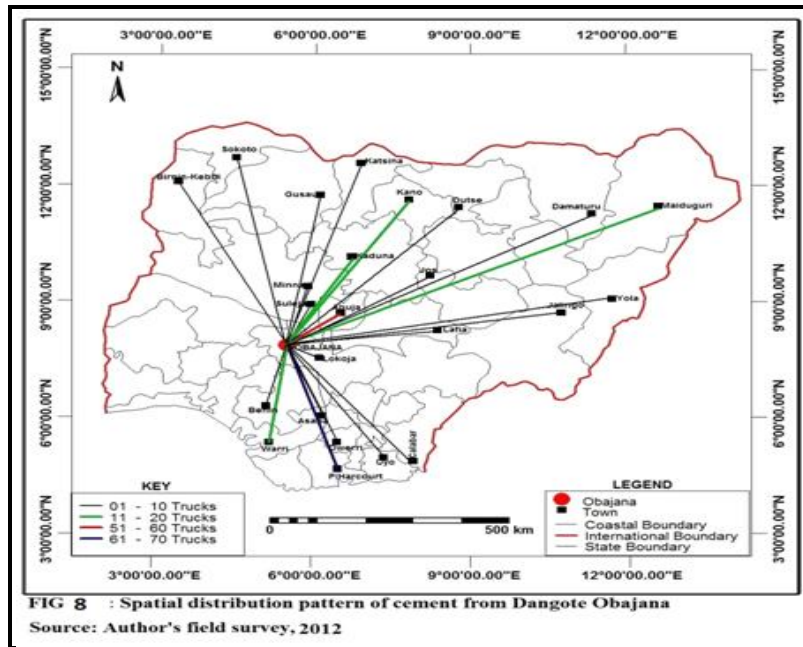 3°00'00.00"E 6°00'00.00"E 9°00'00.00"E 12°00'00.00"E
15°00'00.00"N
12°00'00.00"N
9°00'00.00"N
6°00'00.00"N
3°00'00.00"N
N
Sokoto
Katsina
Birnin-Kebbi
Gusau
Kano
Dutse
Damaturu
Maiduguri
Kaduna
Jos
Minna
Suleja
Abuja
Yola
Jalingo
Lafia
OBAJANA
Lokoja
Benin
Asaba
Warri
Owerri
Uyo
Calabar
P/Harcourt
KEY
01 - 10 Trucks
11 - 20 Trucks
51 - 60 Trucks
61 - 70 Trucks
0 500 km
LEGEND
Obajana
Town
Coastal Boundary
International Boundary
State Boundary
15°00'00.00"N
12°00'00.00"N
9°00'00.00"N
6°00'00.00"N
3°00'00.00"N
3°00'00.00"E 6°00'00.00"E 9°00'00.00"E 12°00'00.00"E
FIG 8 : Spatial distribution pattern of cement from Dangote Obajana
Source: Author's field survey, 2012